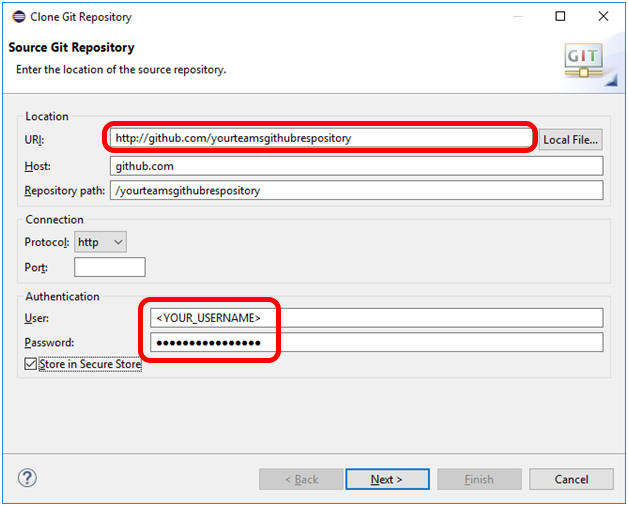 Clone Git Repository
Source Git Repository
Enter the location of the source repository.
GIT
Location
URI: http://github.com/yourteamsgithubrespository Local File...
Host: github.com
Repository path: /yourteamsgithubrespository
Connection
Protocol: http
Port:
Authentication
User: <YOUR_USERNAME>
Password: ●●●●●●●●●●●●●●●●
Store in Secure Store
? < Back Next > Finish Cancel